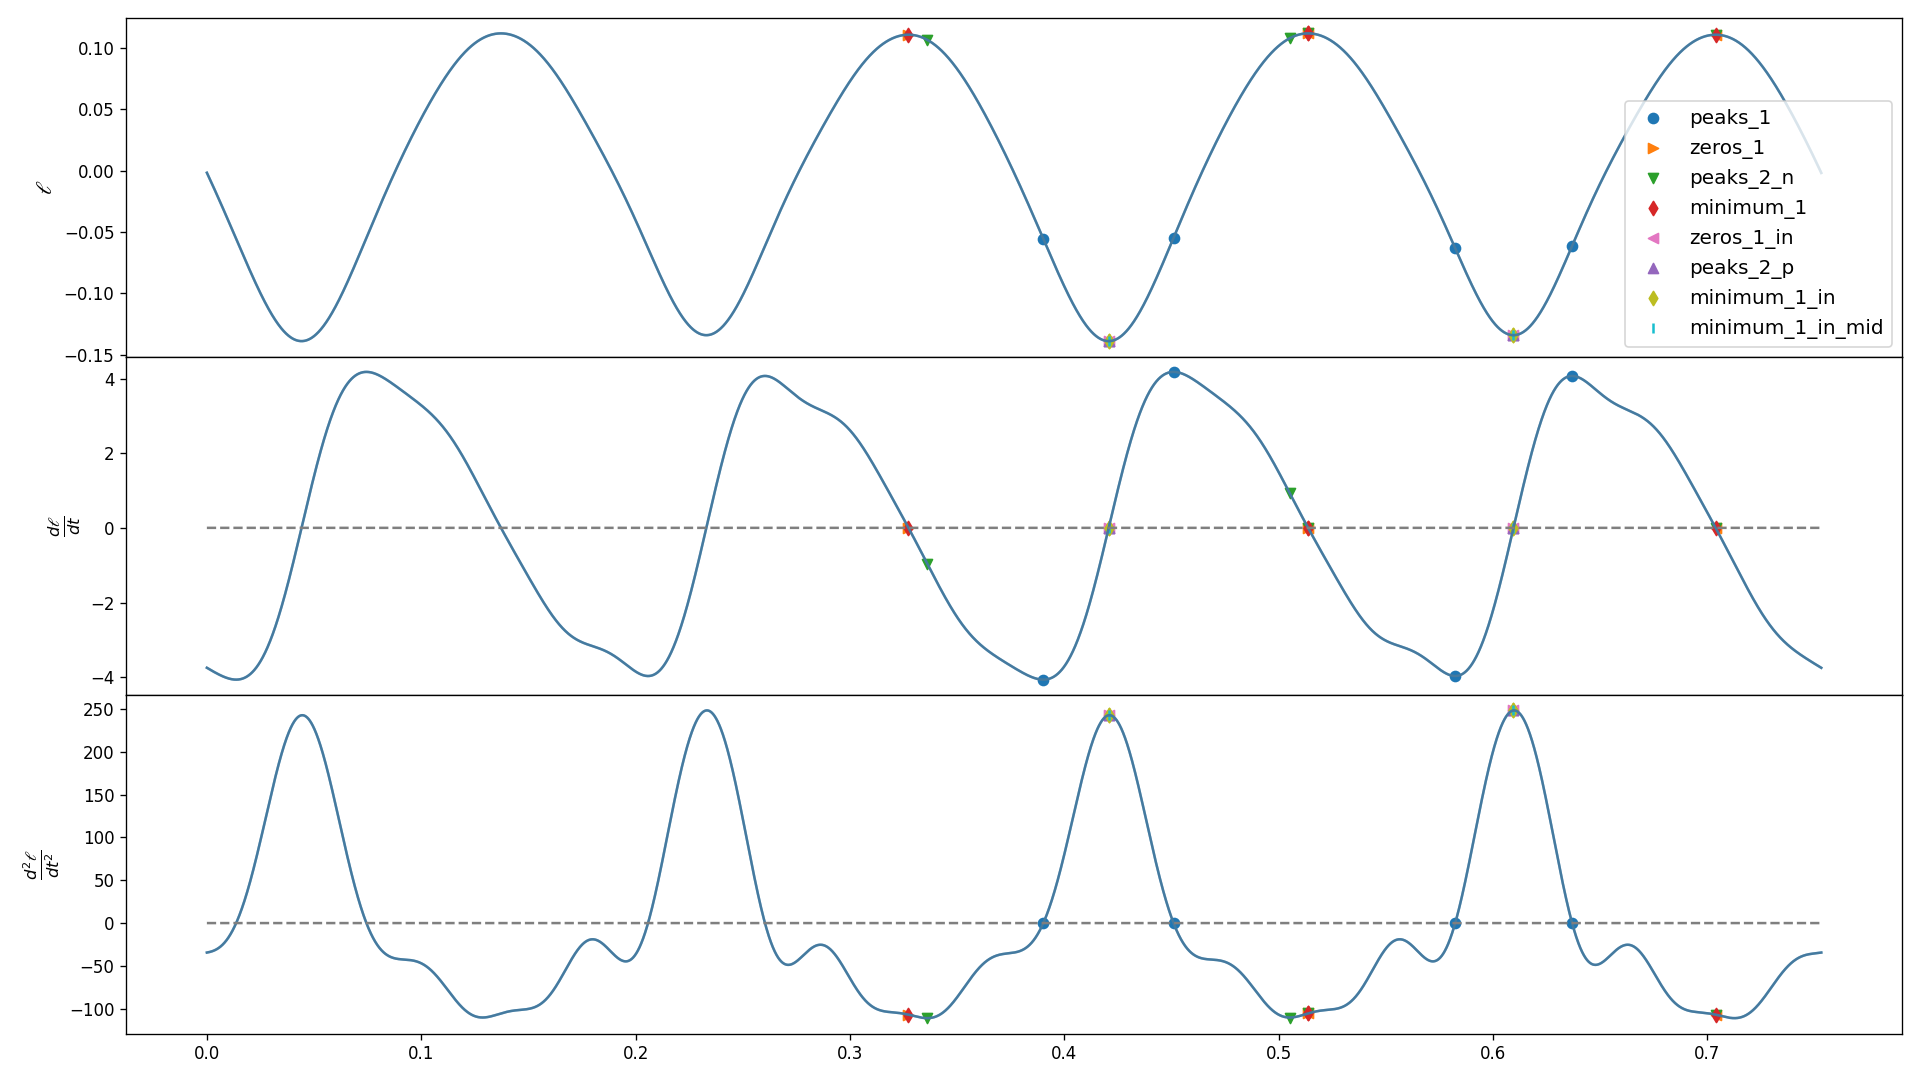 0.10
0.05
0.00
−0.05
−0.10
−0.15
ℓ
peaks_1
zeros_1
peaks_2_n
minimum_1
zeros_1_in
peaks_2_p
minimum_1_in
minimum_1_in_mid
4
2
0
−2
−4
dℓ
dt
250
200
150
100
50
0
−50
−100
d²ℓ
dt²
0.0 0.1 0.2 0.3 0.4 0.5 0.6 0.7